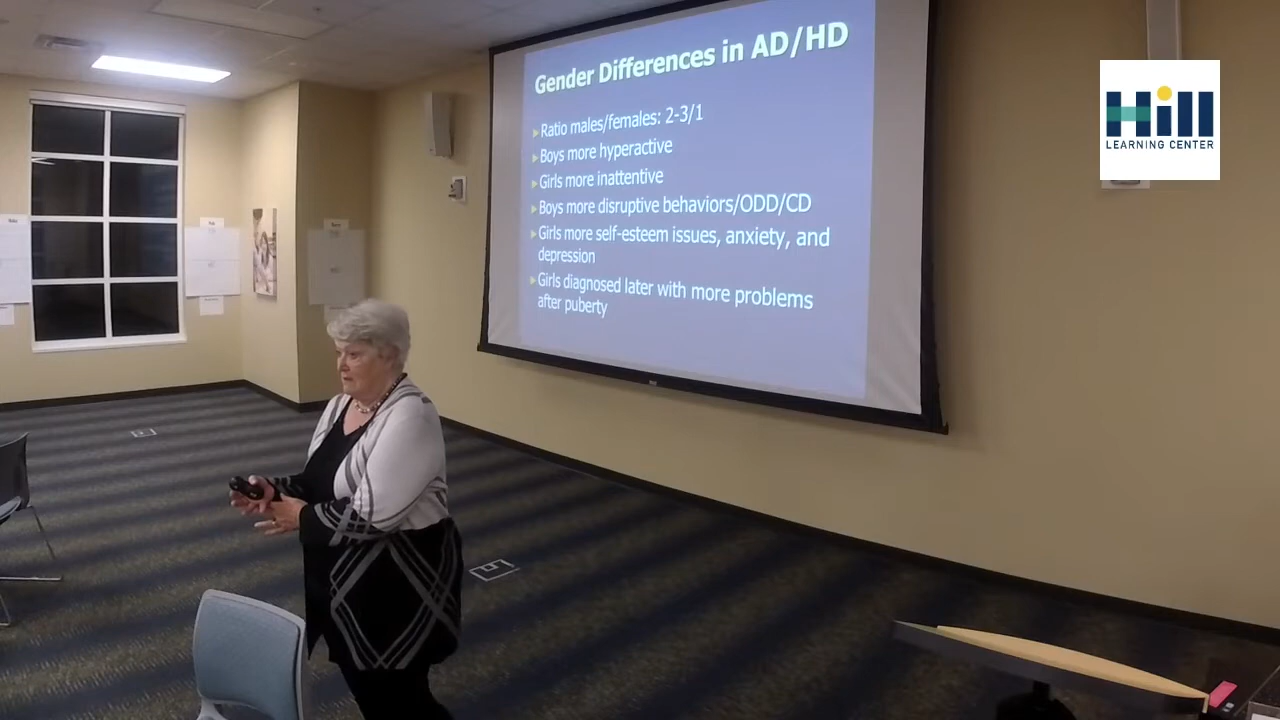 Gender Differences in AD/HD
Ratio males/females: 2-3/1
Boys more hyperactive
Girls more inattentive
Boys more disruptive behaviors/ODD/CD
Girls more self-esteem issues, anxiety, and
depression
Girls diagnosed later with more problems
after puberty
Hill
LEARNING CENTER